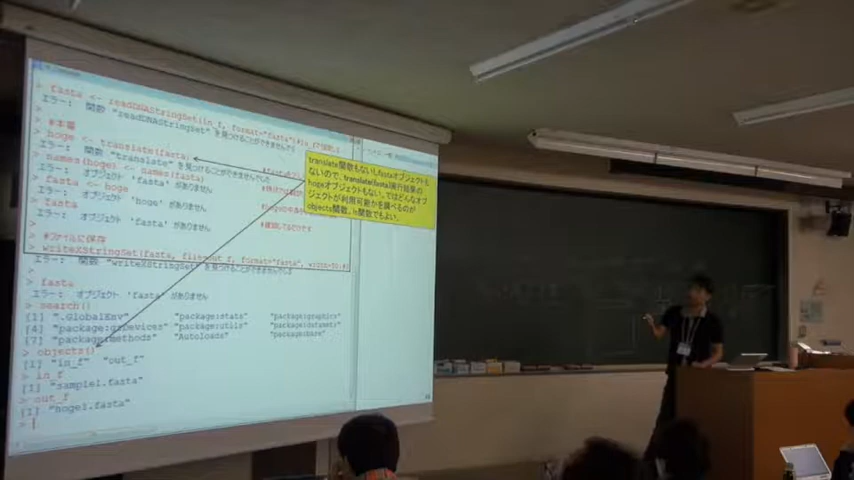 > fasta <- readDNAStringSet(in_f, format="fasta")
エラー: 関数 "readDNAStringSet" を見つけることができません
>
> #本番
> hoge <- translate(fasta)
エラー: 関数 "translate" を見つけることができません
> names(hoge) <- names(fasta)
エラー: オブジェクト 'fasta' がありません
> fasta <- hoge
エラー: オブジェクト 'hoge' がありません
> fasta
エラー: オブジェクト 'fasta' がありません
>
> #ファイルに保存
> writeXStringSet(fasta, file=out_f, format="fasta",
エラー: 関数 "writeXStringSet" を見つけることができません
>
> fasta
エラー: オブジェクト 'fasta' がありません
> search()
[1] ".GlobalEnv" "package:stats" "package:graphics"
[4] "package:grDevices" "package:utils" "package:datasets"
[7] "package:methods" "Autoloads" "package:base"
> objects()
[1] "in_f" "out_f"
> in_f
[1] "sample1.fasta"
> out_f
[1] "hoge1.fasta"
>
translate関数もないしfastaオブジェクトも
ないので、translate(fasta)実行結果の
hogeオブジェクトもない。ではどんなオブ
ジェクトが利用可能かを調べるのが
objects関数。ls関数でもよい。